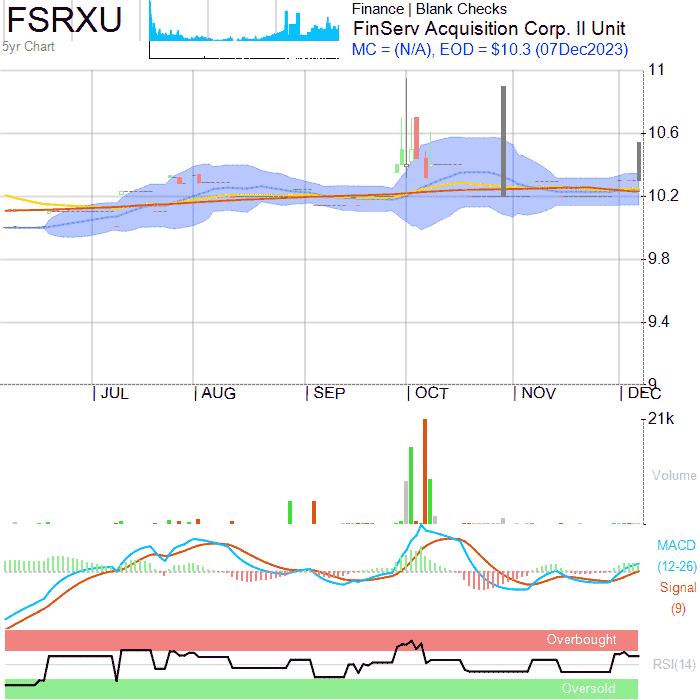 FSRXU
5yr Chart
Finance | Blank Checks
FinServ Acquisition Corp. II Unit
MC = (N/A), EOD = $10.3 (07Dec2023)
11
10.6
10.2
9.8
9.4
9
JUL AUG SEP OCT NOV DEC
21k
Volume
MACD
(12-26)
Signal
(9)
Overbought
RSI(14)
Oversold